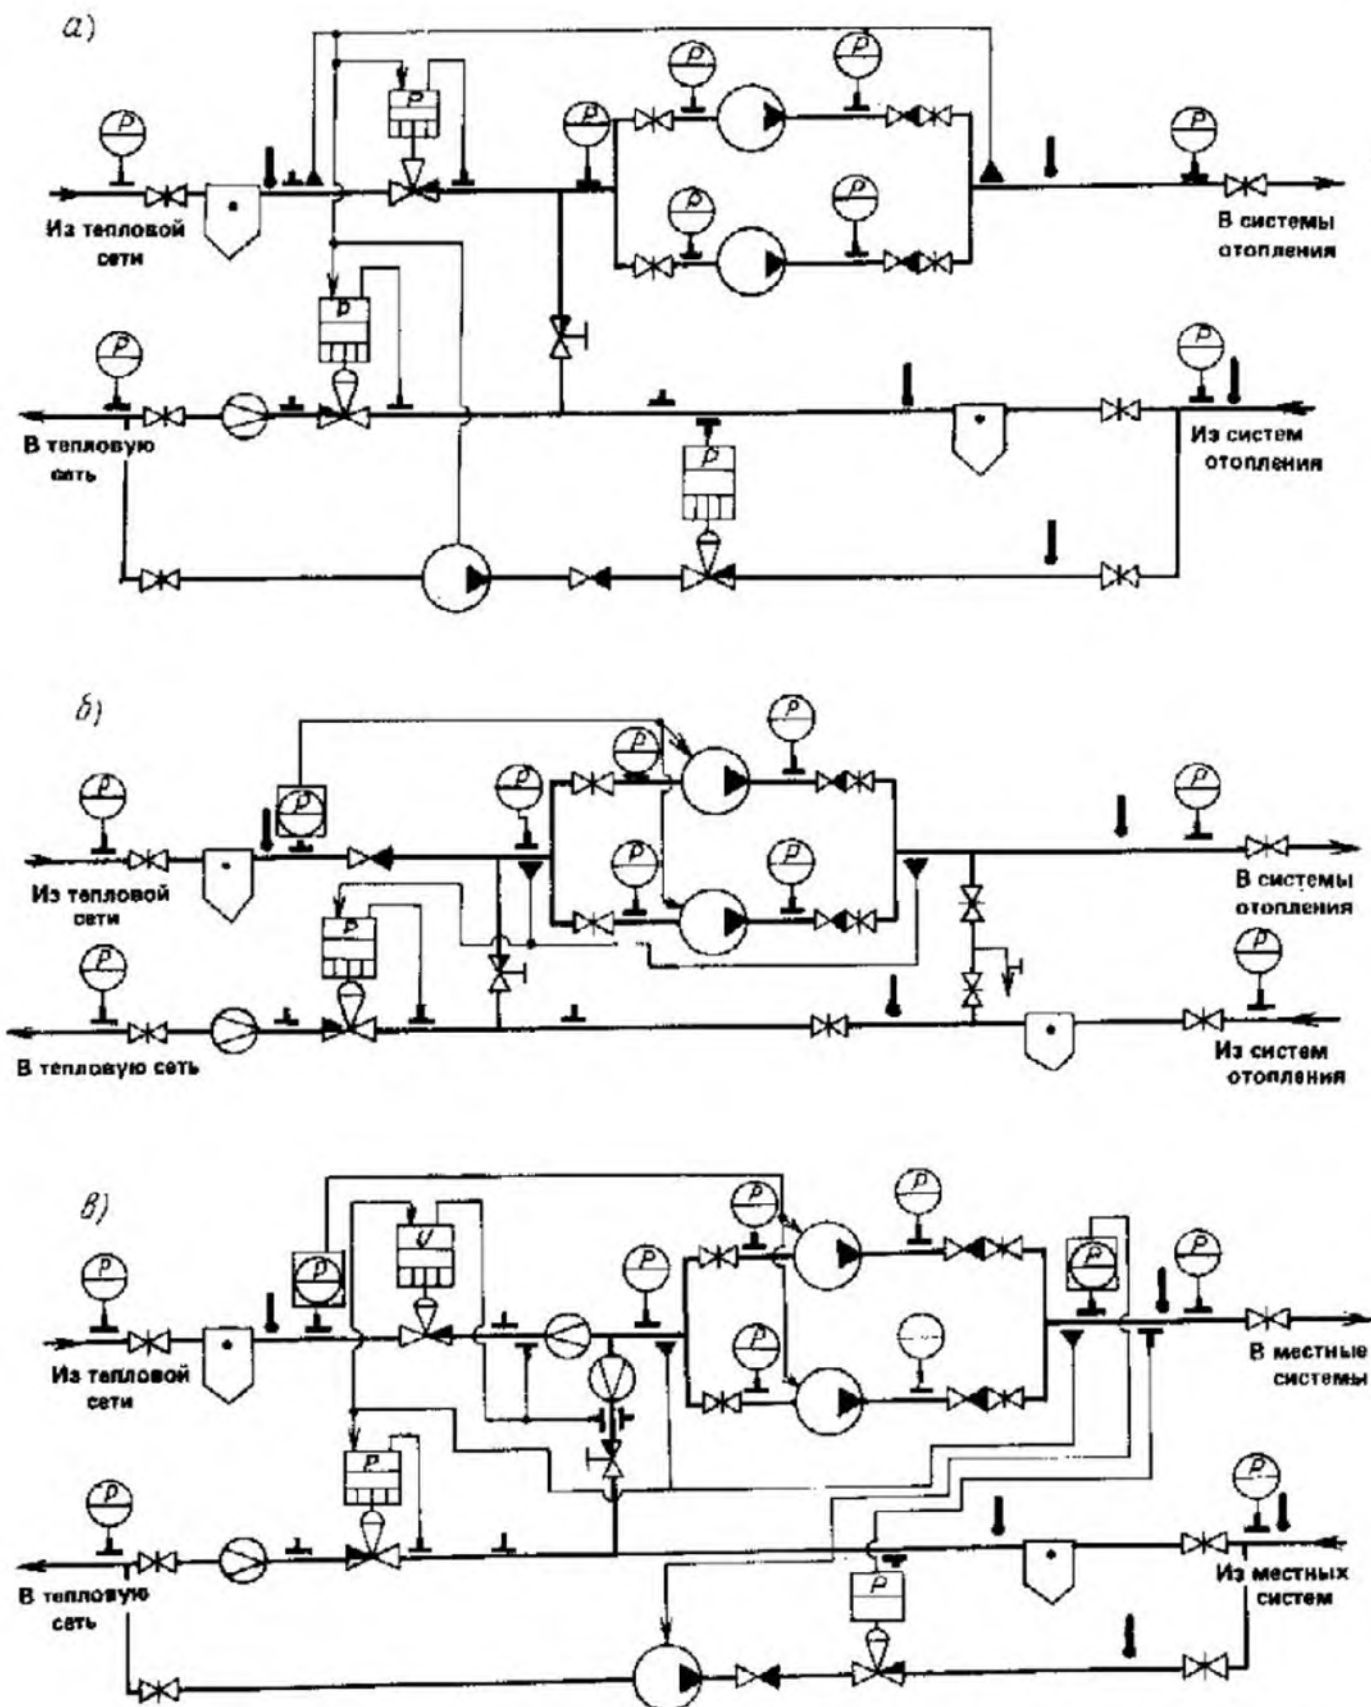 а)
P
P
P
P
P
P
Из тепловой
сети
P
P
В системы
отопления
P
P
P
В тепловую
сеть
P
Из систем
отопления
б)
P
P
P
P
P
P
Из тепловой
сети
P
P
В системы
отопления
P
P
P
В тепловую сеть
Из систем
отопления
в)
P
P
P
P
У
P
P
P
P
Из тепловой
сети
В местные
системы
P
P
P
В тепловую
сеть
P
Из местных
систем